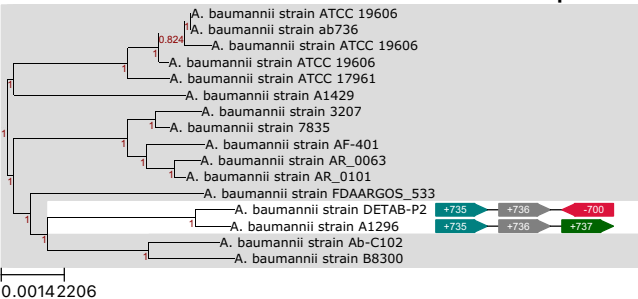 A. baumannii strain ATCC 19606
1 A. baumannii strain ab736
0.824 A. baumannii strain ATCC 19606
1 A. baumannii strain ATCC 19606
1 A. baumannii strain ATCC 17961
1 A. baumannii strain A1429
A. baumannii strain 3207
1 1 A. baumannii strain 7835
1 A. baumannii strain AF-401
1 A. baumannii strain AR_0063
1 1 A. baumannii strain AR_0101
A. baumannii strain FDAARGOS_533
A. baumannii strain DETAB-P2 +735 +736 -700
1 1 A. baumannii strain A1296 +735 +736 +737
1 A. baumannii strain Ab-C102
1 A. baumannii strain B8300
0.00142206